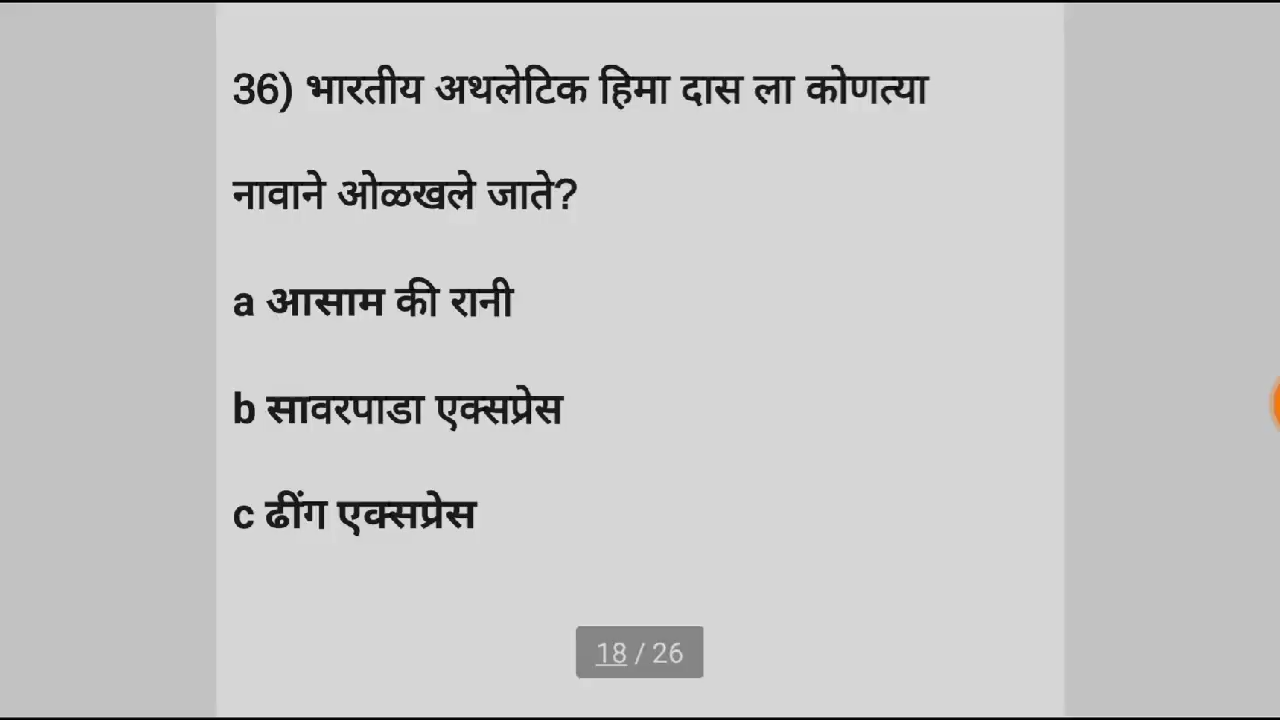 36) भारतीय अथलेटिक हिमा दास ला कोणत्या
नावाने ओळखले जाते?
a आसाम की रानी
b सावरपाडा एक्सप्रेस
c ढींग एक्सप्रेस
18 / 26